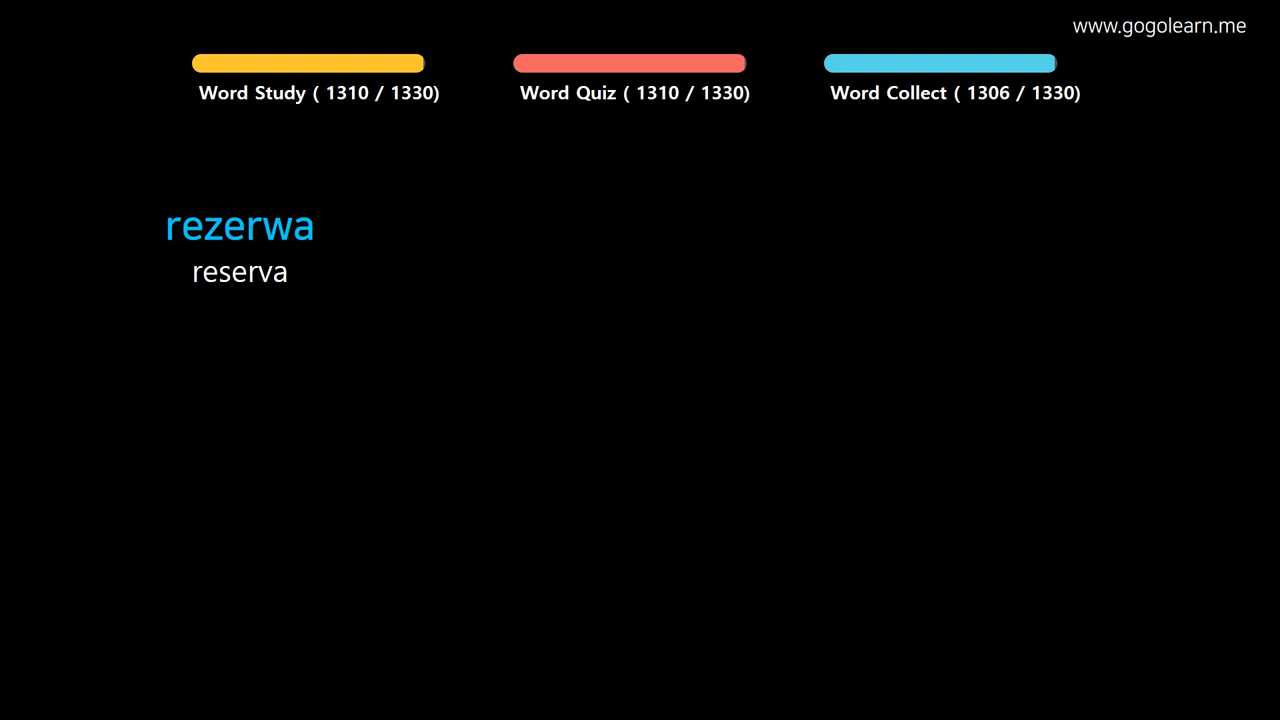 www.gogolearn.me
Word Study ( 1310 / 1330)
Word Quiz ( 1310 / 1330)
Word Collect ( 1306 / 1330)
rezerwa
reserva